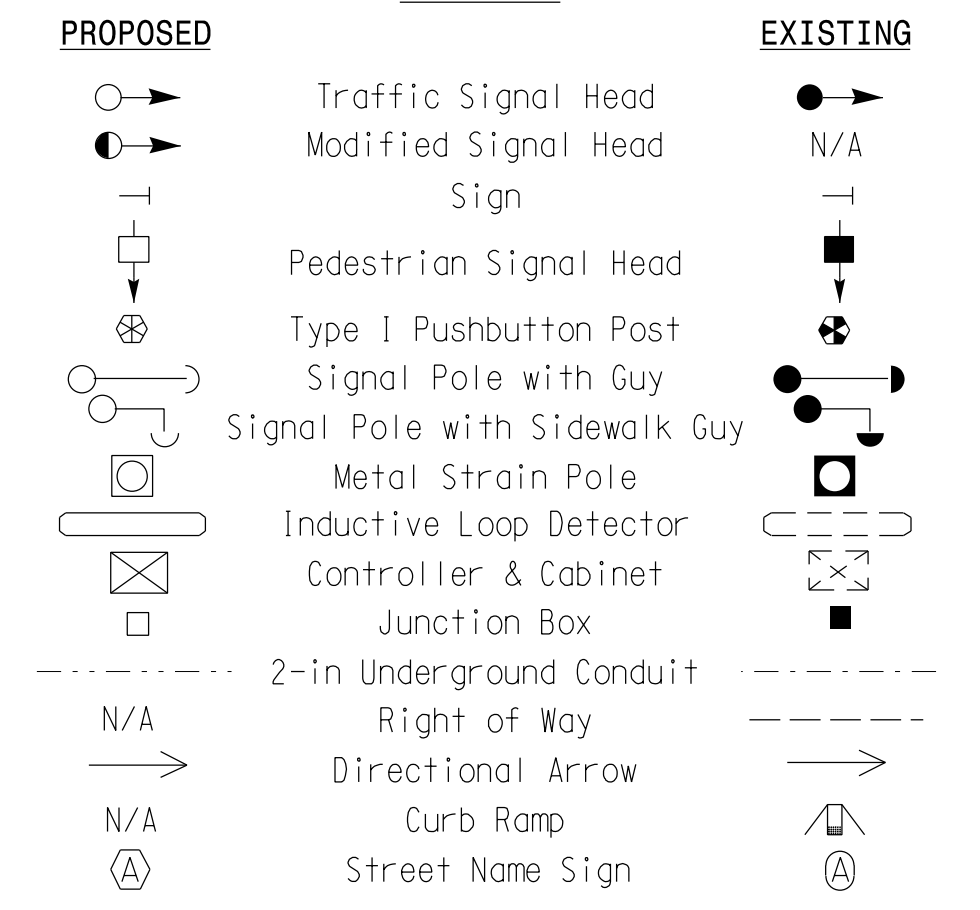 PROPOSED EXISTING
Traffic Signal Head
Modified Signal Head N/A
Sign
Pedestrian Signal Head
Type I Pushbutton Post
Signal Pole with Guy
Signal Pole with Sidewalk Guy
Metal Strain Pole
Inductive Loop Detector
Controller & Cabinet
Junction Box
2-in Underground Conduit
N/A Right of Way
Directional Arrow
N/A Curb Ramp
A Street Name Sign A